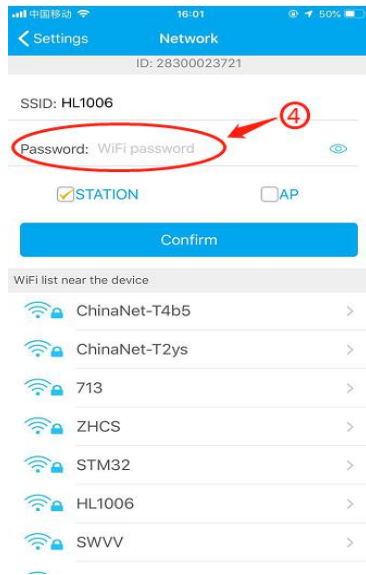 中国移动 16:01 50%
Settings Network
ID: 28300023721
SSID: HL1006
④
Password: WiFi password
STATION AP
Confirm
WiFi list near the device
ChinaNet-T4b5
ChinaNet-T2ys
713
ZHCS
STM32
HL1006
SWVV